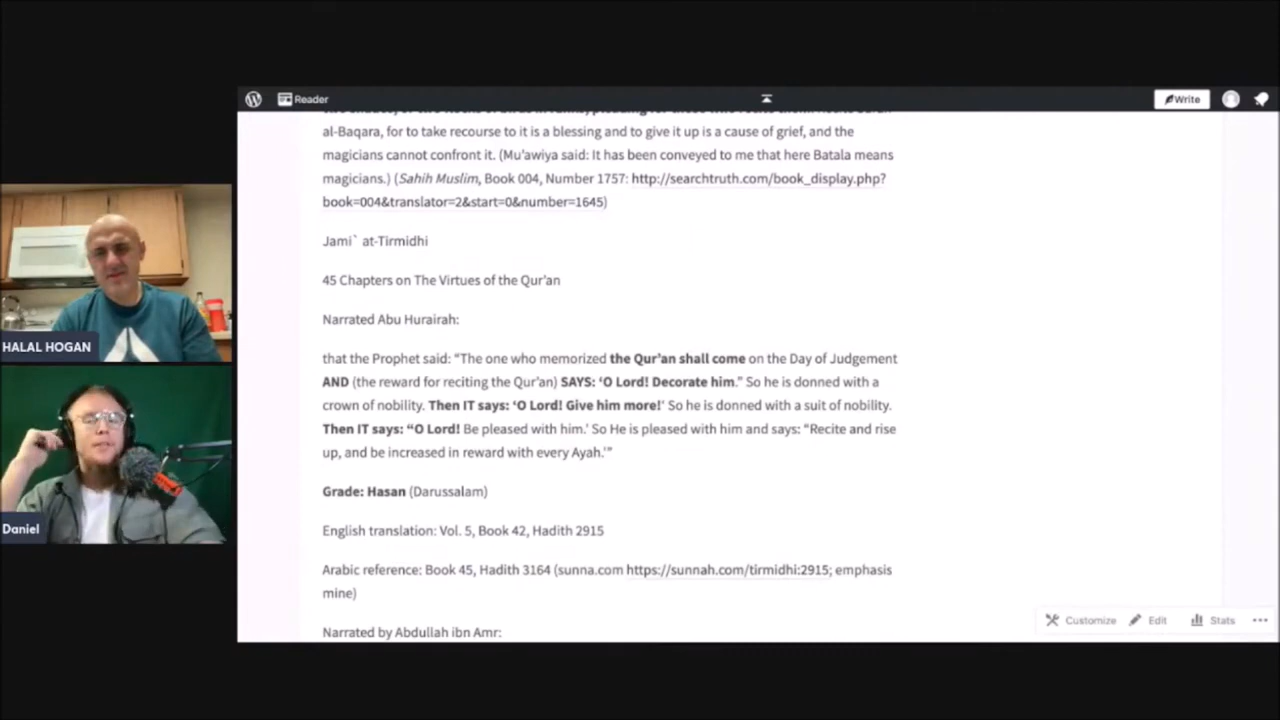 Reader
Write
al-Baqara, for to take recourse to it is a blessing and to give it up is a cause of grief, and the
magicians cannot confront it. (Mu'awiya said: It has been conveyed to me that here Batala means
magicians.) (Sahih Muslim, Book 004, Number 1757: http://searchtruth.com/book_display.php?
book=004&translator=2&start=0&number=1645)
Jami` at-Tirmidhi
45 Chapters on The Virtues of the Qur'an
Narrated Abu Hurairah:
that the Prophet said: “The one who memorized the Qur'an shall come on the Day of Judgement
AND (the reward for reciting the Qur'an) SAYS: ‘O Lord! Decorate him.” So he is donned with a
crown of nobility. Then IT says: ‘O Lord! Give him more!’ So he is donned with a suit of nobility.
Then IT says: “O Lord! Be pleased with him.’ So He is pleased with him and says: “Recite and rise
up, and be increased in reward with every Ayah.’”
Grade: Hasan (Darussalam)
English translation: Vol. 5, Book 42, Hadith 2915
Arabic reference: Book 45, Hadith 3164 (sunna.com https://sunnah.com/tirmidhi:2915; emphasis
mine)
Narrated by Abdullah ibn Amr:
Customize
Edit
Stats
HALAL HOGAN
Daniel